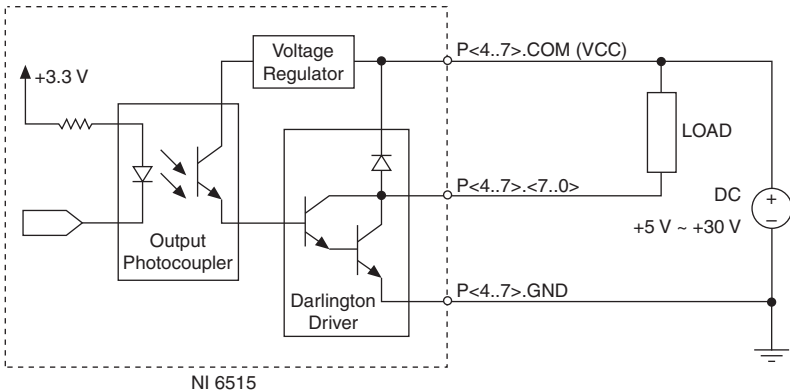 Voltage
Regulator
P<4..7>.COM (VCC)
+3.3 V
LOAD
P<4..7>.<7..0>
DC
+
–
+5 V ~ +30 V
Output
Photocoupler
P<4..7>.GND
Darlington
Driver
NI 6515